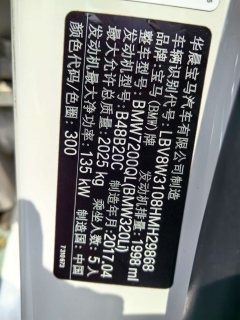 华晨宝马汽车有限公司制造
车辆识别代号: LBV8W3108HMH29868
品牌: 宝马(BMW)牌
整车型号: BMW7200QL(BMW320Li)
发动机型号: B48B20C 发动机排量: 1998 ml
最大允许总质量: 2025 kg 制造年月: 2017.04
发动机最大净功率: 135 kW 乘坐人数: 5人
颜色代码/色圈: 300 制造国: 中国